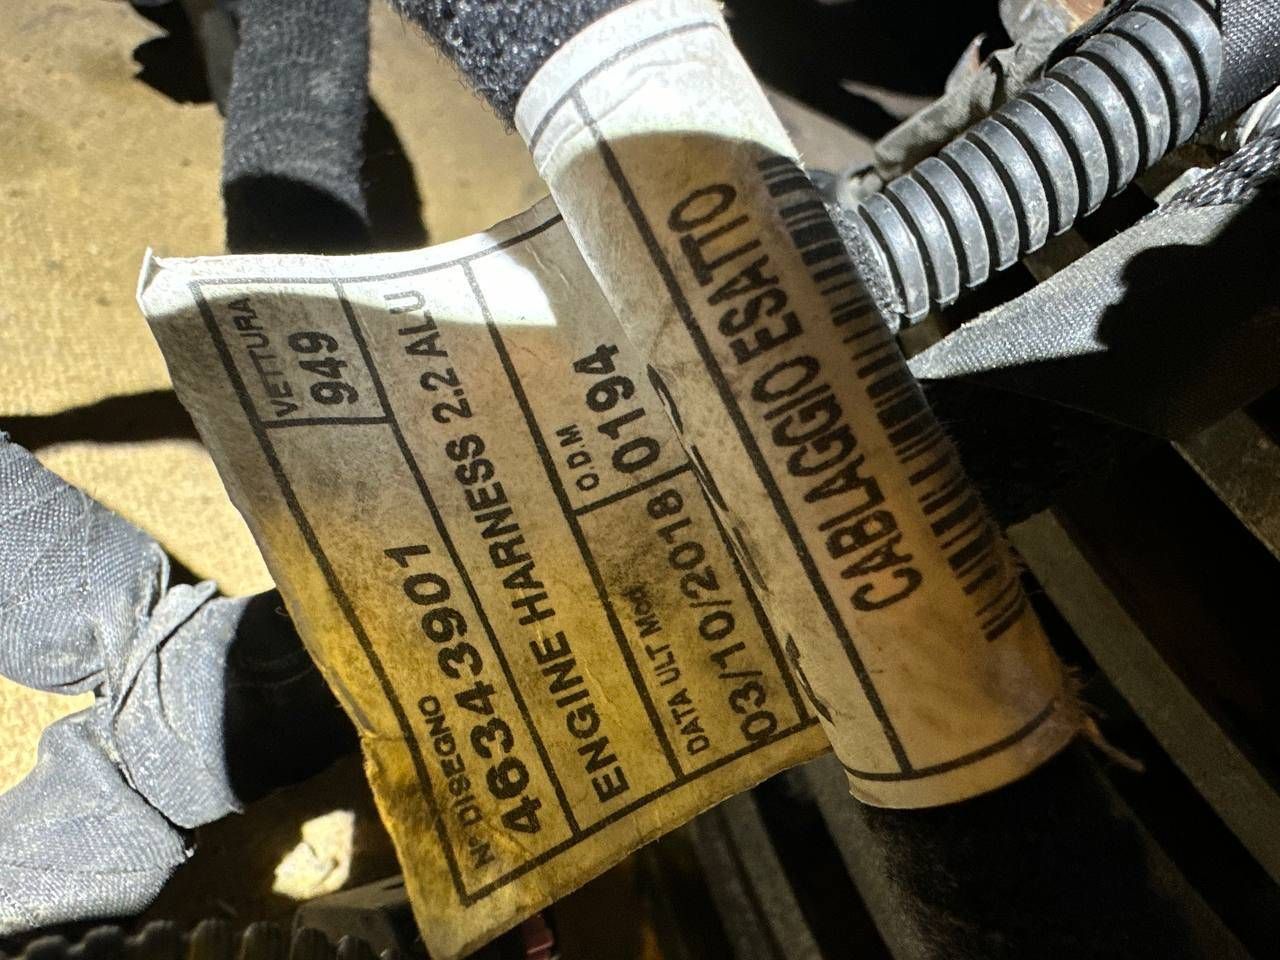 VETTURA
949
N° DISEGNO
46343901
ENGINE HARNESS 2.2 ALU
O.D.M
0194
DATA ULT Mod.
03/10/2018
CABLAGGIO ESATTO